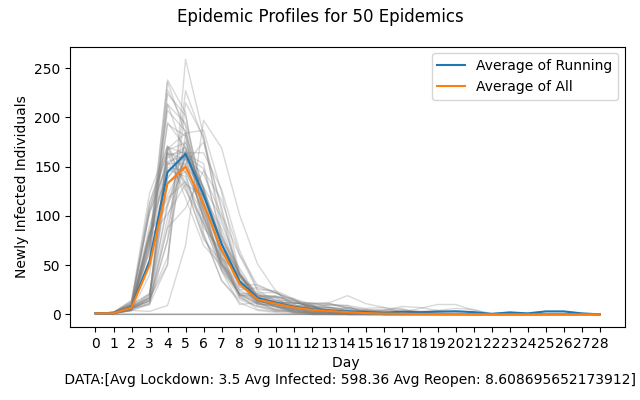 Epidemic Profiles for 50 Epidemics
Average of Running
Average of All
Newly Infected Individuals
250
200
150
100
50
0
0 1 2 3 4 5 6 7 8 9 10 11 12 13 14 15 16 17 18 19 20 21 22 23 24 25 26 27 28
Day
DATA:[Avg Lockdown: 3.5 Avg Infected: 598.36 Avg Reopen: 8.608695652173912]